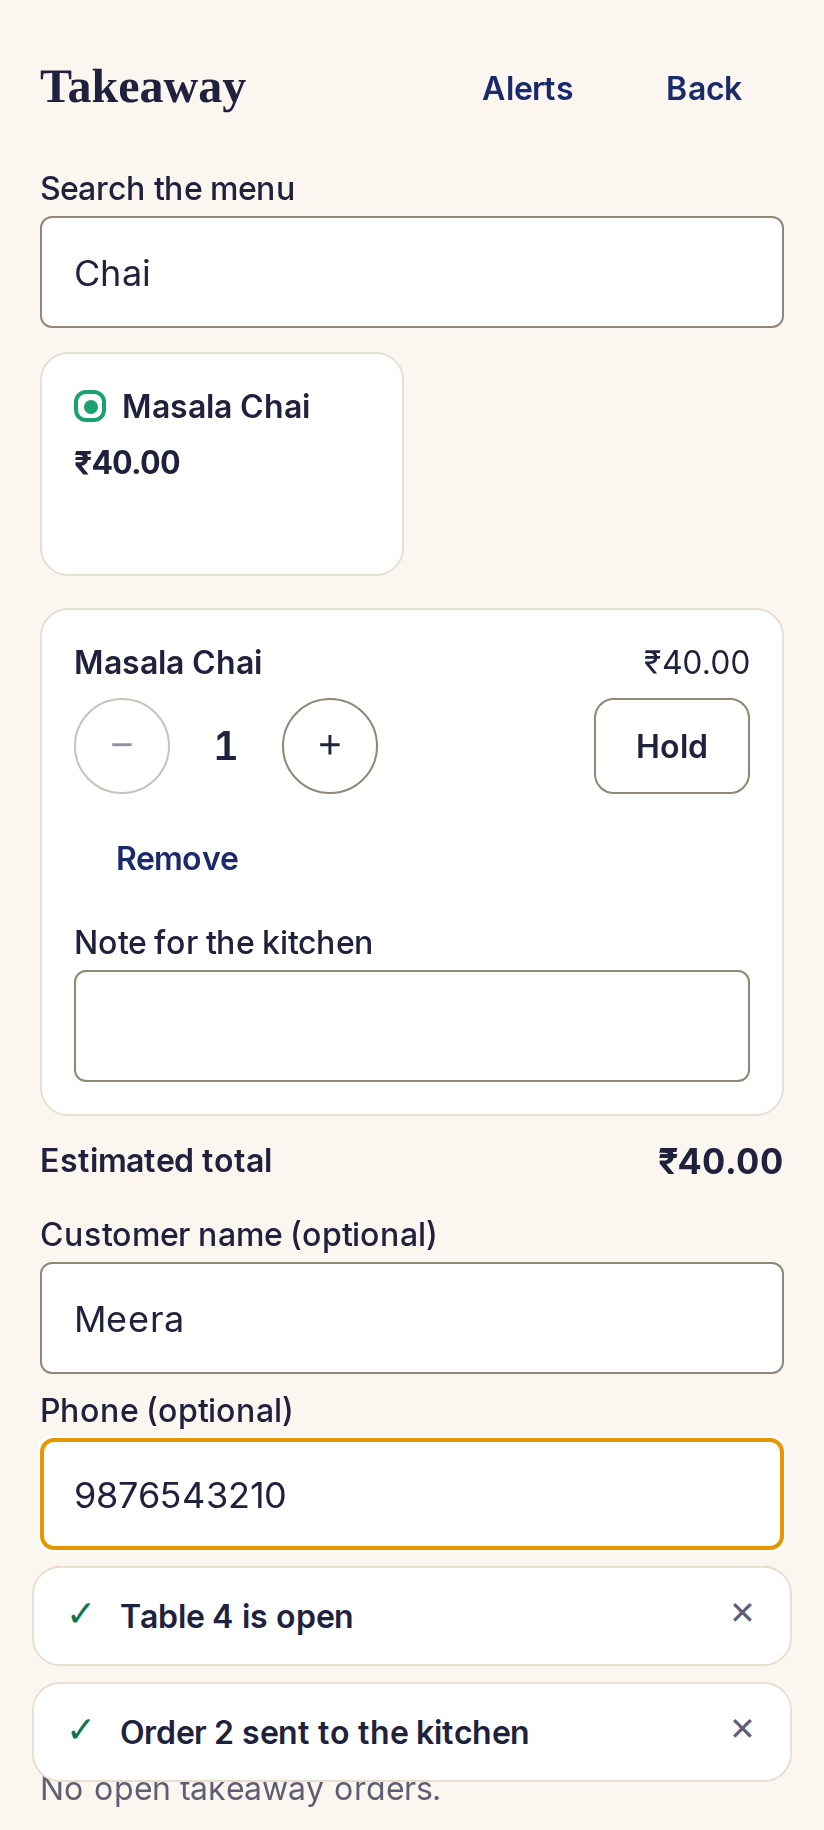 Takeaway Alerts Back
Search the menu
Chai
Masala Chai
₹40.00
Masala Chai ₹40.00
− 1 + Hold
Remove
Note for the kitchen
Estimated total ₹40.00
Customer name (optional)
Meera
Phone (optional)
9876543210
✓ Table 4 is open ✕
✓ Order 2 sent to the kitchen ✕
No open takeaway orders.